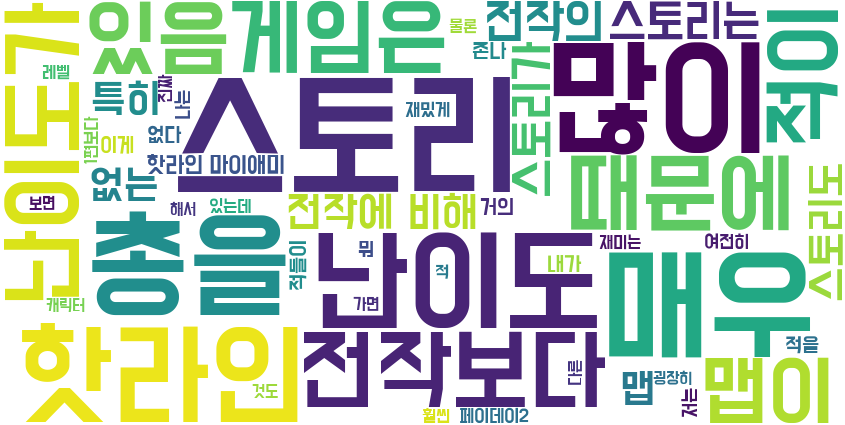 있음
게임은
물론
전작의
스토리는
존나
적이
난이도가
레벨
특히
진짜
나는
스토리
재밌게
스토리가
많이
1편보다
이게
없다
핫라인 마이애미
없는
때문에
스토리도
보면
해서
있는데
전작에 비해
거의
총을
적들이
뭐
난이도
적
내가
재미는
여전히
매우
캐릭터
가면
핫라인
전작보다
다른
적을
맵
굉장히
맵이
것도
저는
훨씬
페이데이2